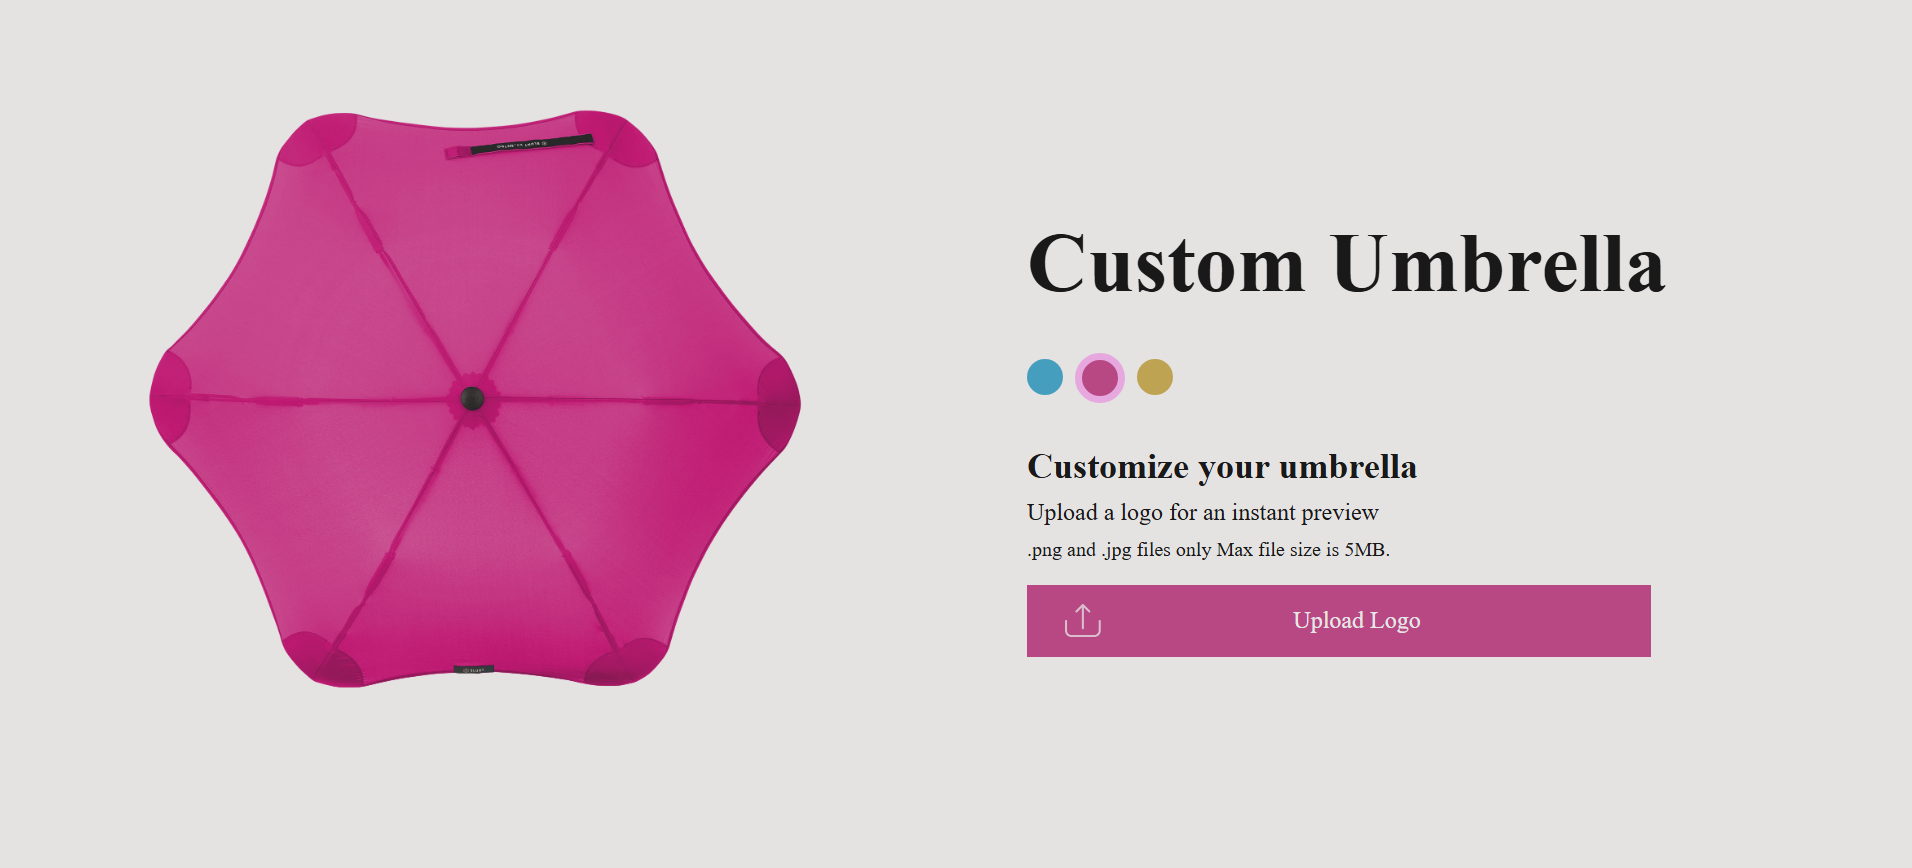 Custom Umbrella
Customize your umbrella
Upload a logo for an instant preview
.png and .jpg files only Max file size is 5MB.
Upload Logo